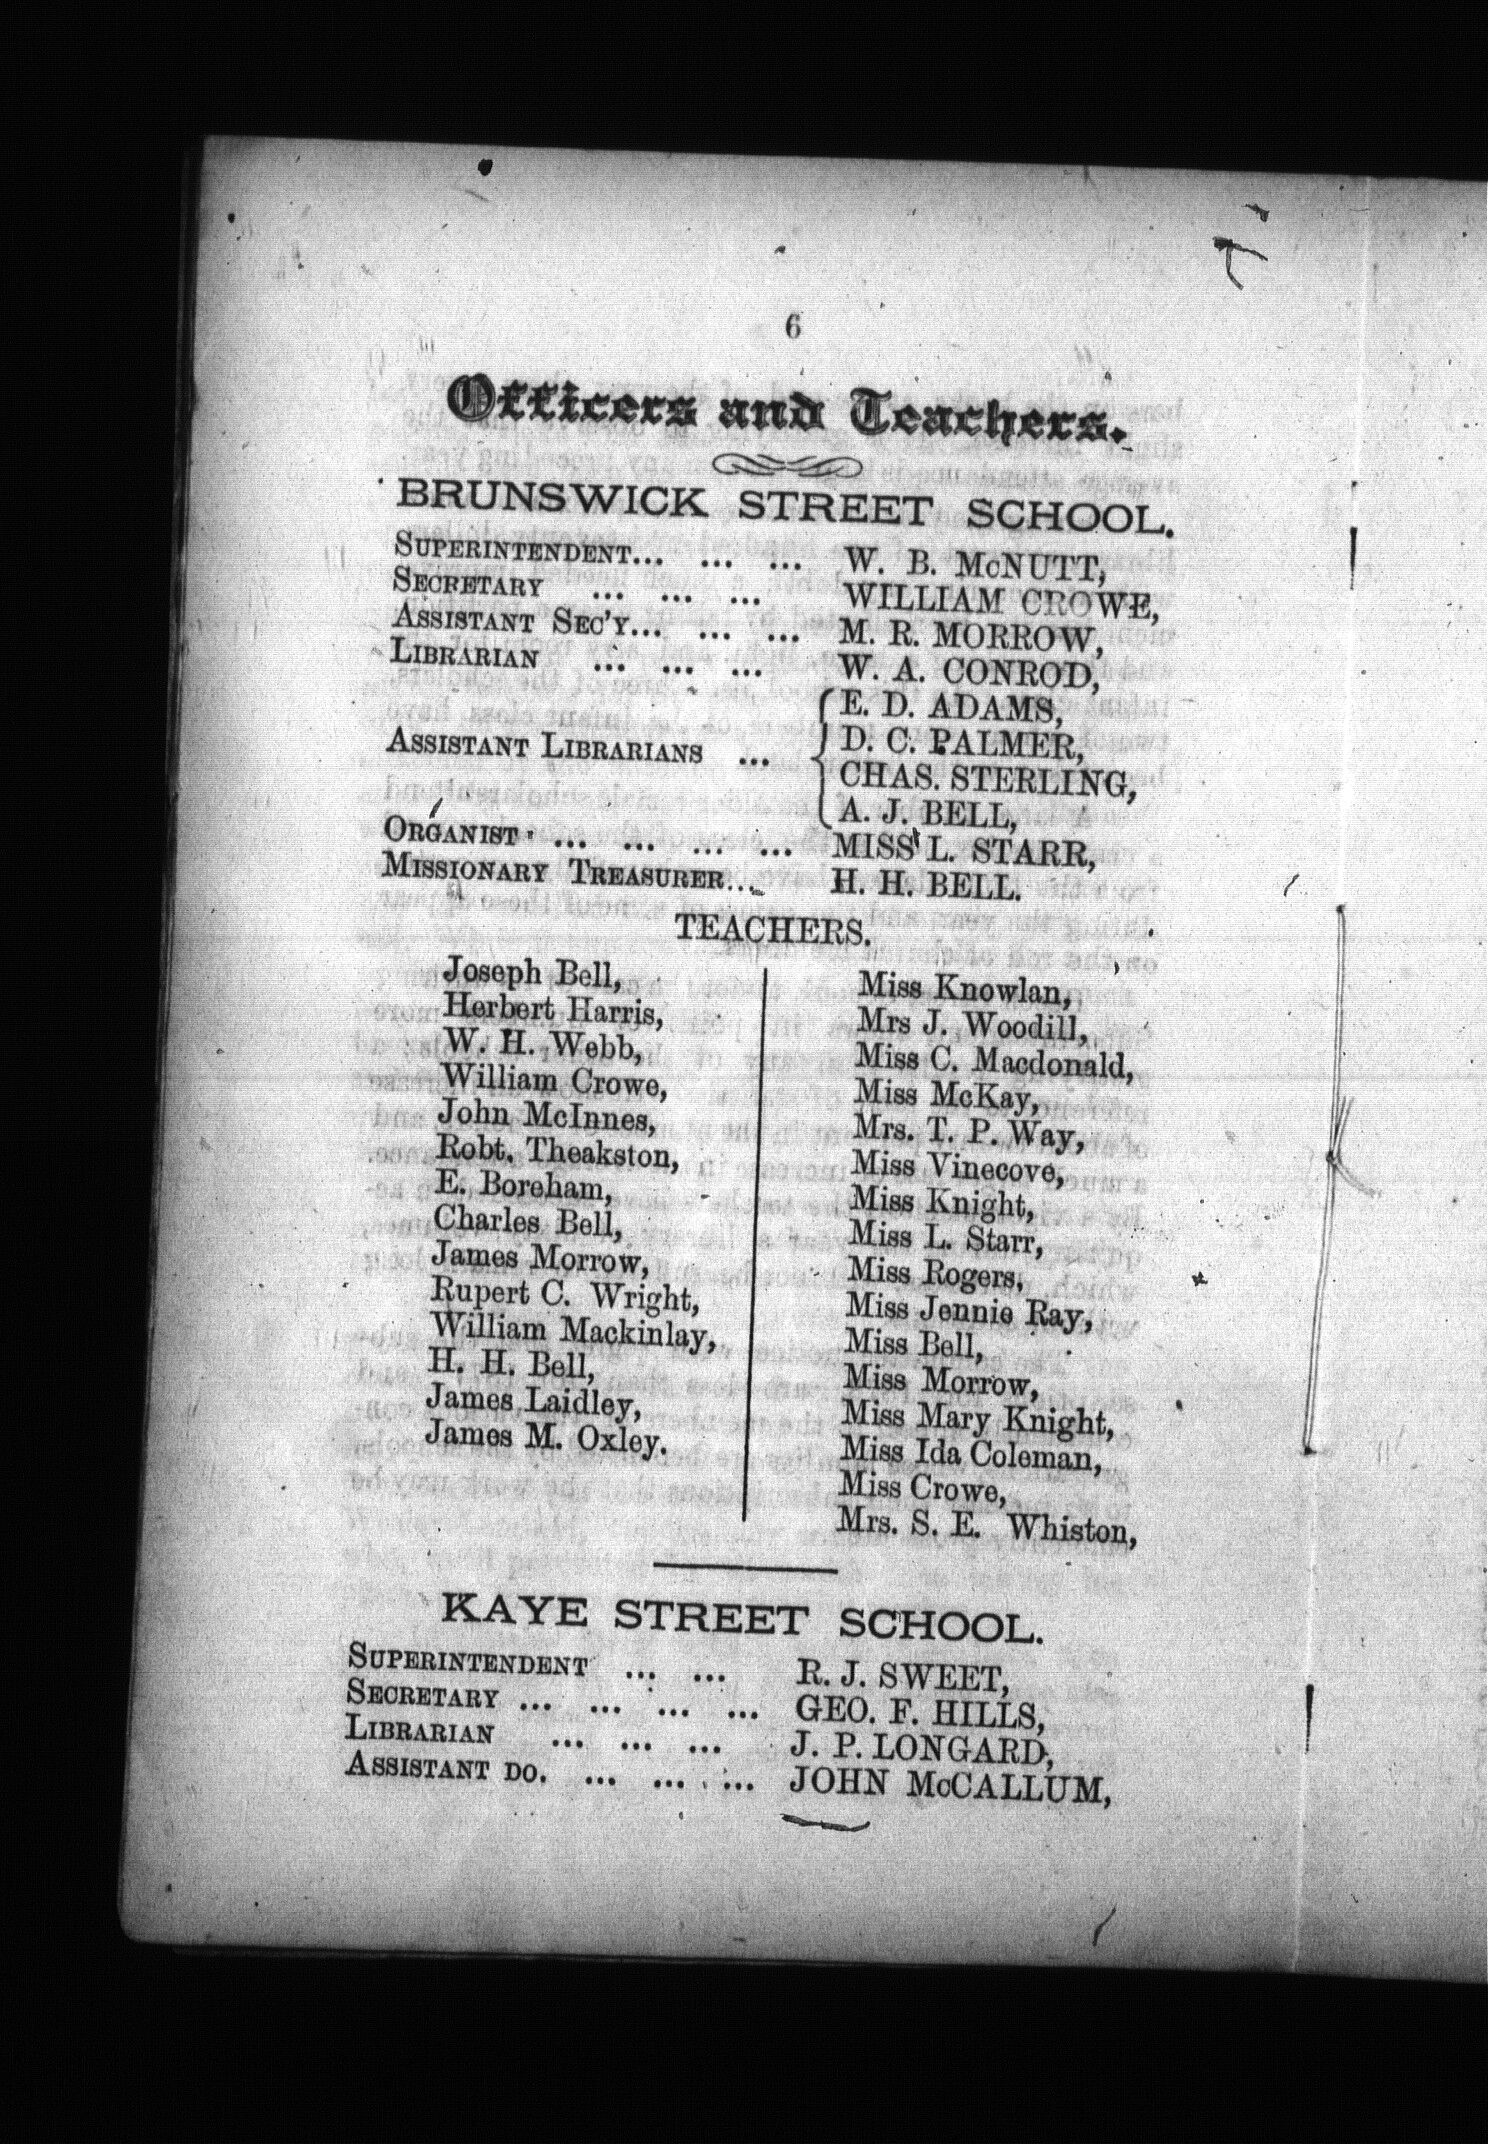 6
Officers and Teachers.
BRUNSWICK STREET SCHOOL.
SUPERINTENDENT... ... ... W. B. McNUTT,
SECRETARY ... ... ... WILLIAM CROWE,
ASSISTANT SEC'Y... ... ... M. R. MORROW,
LIBRARIAN ... ... ... W. A. CONROD,
E. D. ADAMS,
ASSISTANT LIBRARIANS ... D. C. PALMER,
CHAS. STERLING,
A. J. BELL,
ORGANIST ... ... ... ... MISS L. STARR,
MISSIONARY TREASURER... H. H. BELL.
TEACHERS.
Joseph Bell,
Herbert Harris,
W. H. Webb,
William Crowe,
John McInnes,
Robt. Theakston,
E. Boreham,
Charles Bell,
James Morrow,
Rupert C. Wright,
William Mackinlay,
H. H. Bell,
James Laidley,
James M. Oxley.
Miss Knowlan,
Mrs J. Woodill,
Miss C. Macdonald,
Miss McKay,
Mrs. T. P. Way,
Miss Vinecove,
Miss Knight,
Miss L. Starr,
Miss Rogers,
Miss Jennie Ray,
Miss Bell,
Miss Morrow,
Miss Mary Knight,
Miss Ida Coleman,
Miss Crowe,
Mrs. S. E. Whiston,
KAYE STREET SCHOOL.
SUPERINTENDENT ... ... R. J. SWEET,
SECRETARY ... ... ... ... GEO. F. HILLS,
LIBRARIAN ... ... ... J. P. LONGARD,
ASSISTANT DO. ... ... ... JOHN McCALLUM,